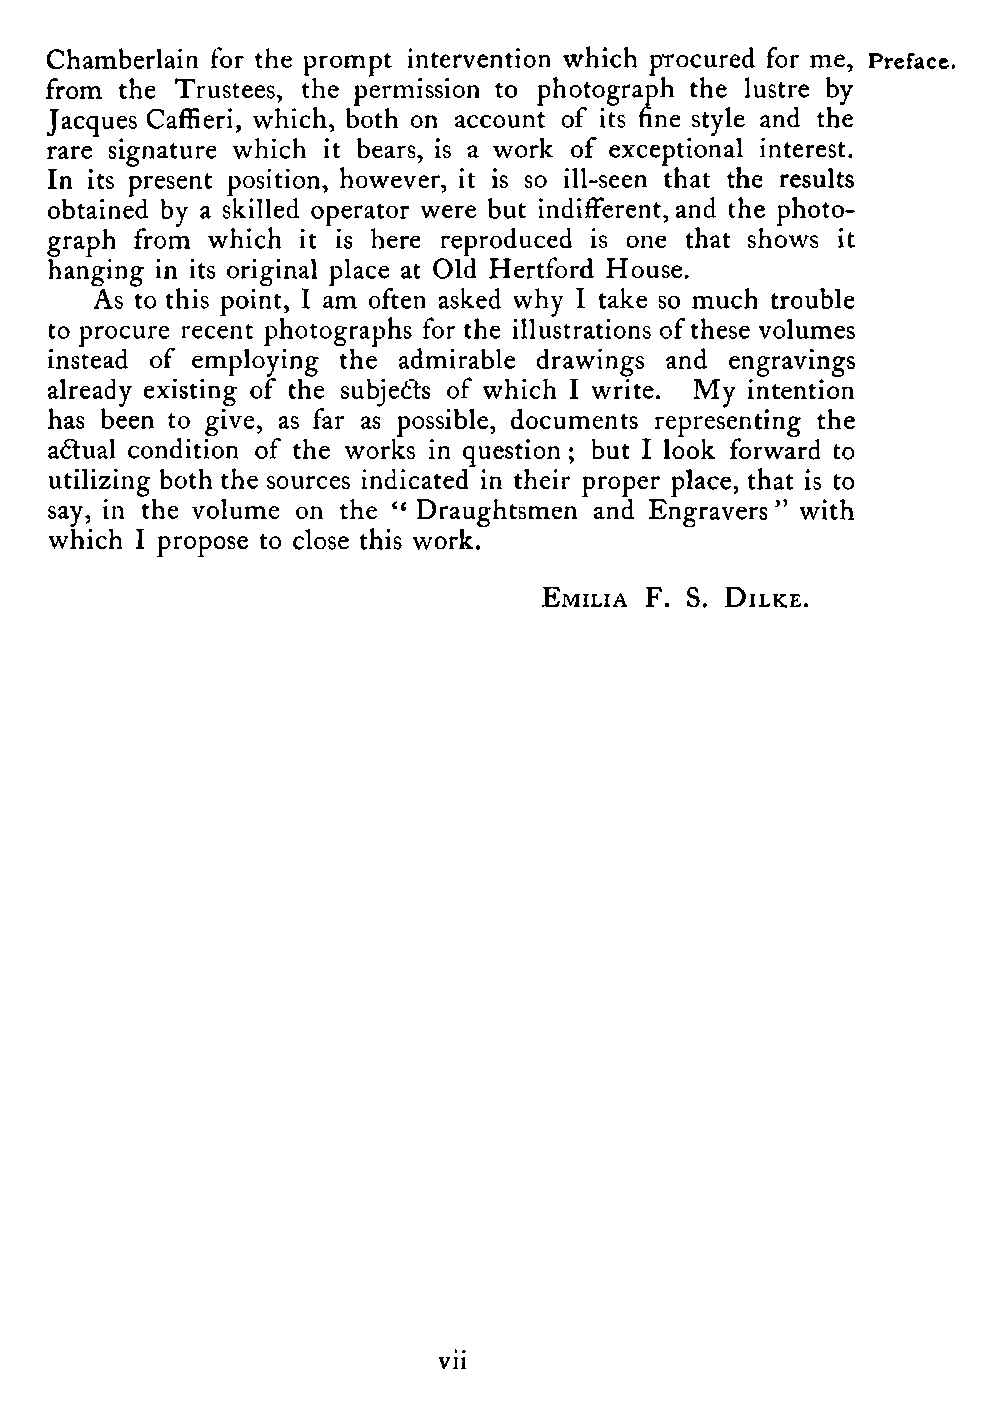 Chamberlain for the prompt intervention which procured for me, Preface.
from the Trustees, the permission to photograph the lustre by
Jacques Caffieri, which, both on account of its fine style and the
rare signature which it bears, is a work of exceptional interest.
In its present position, however, it is so ill-seen that the results
obtained by a skilled operator were but indifferent, and the photo-
graph from which it is here reproduced is one that shows it
hanging in its original place at Old Hertford House.
As to this point, I am often asked why I take so much trouble
to procure recent photographs for the illustrations of these volumes
instead of employing the admirable drawings and engravings
already existing of the subjects of which I write. My intention
has been to give, as far as possible, documents representing the
actual condition of the works in question; but I look forward to
utilizing both the sources indicated in their proper place, that is to
say, in the volume on the “Draughtsmen and Engravers” with
which I propose to close this work.
EMILIA F. S. DILKE.
vii